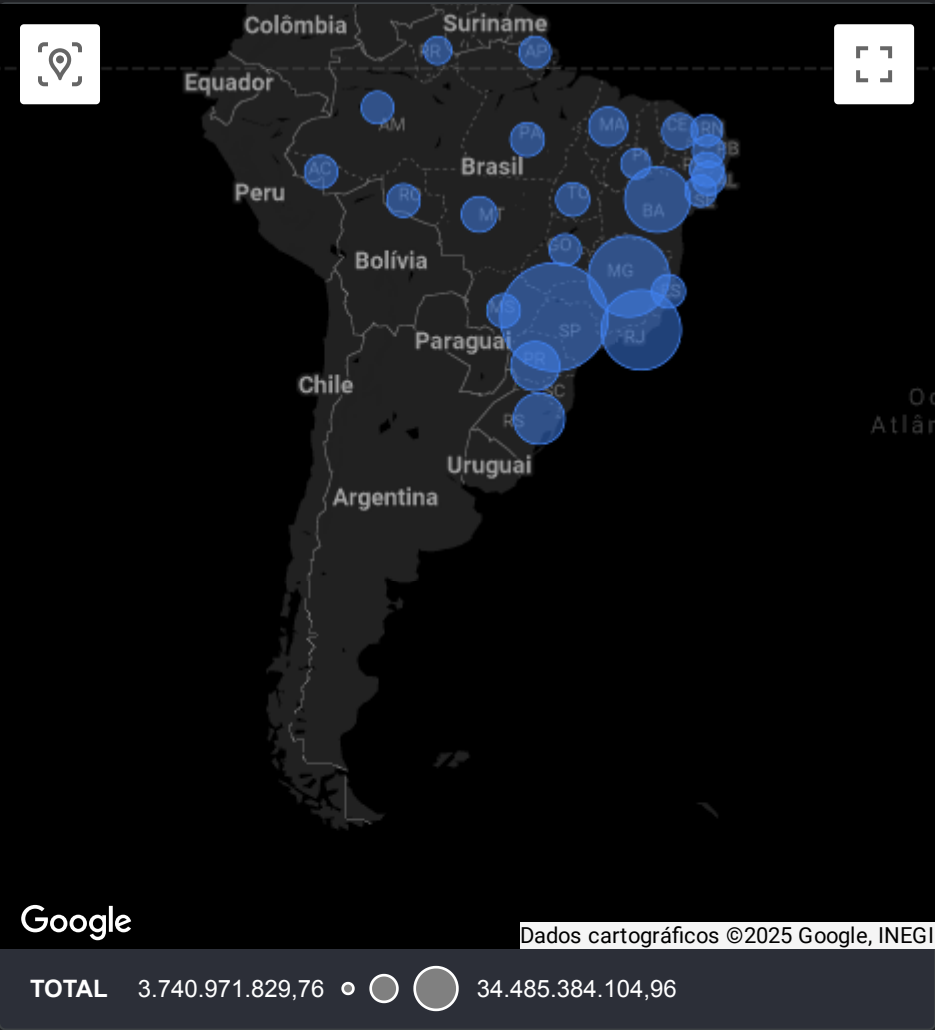 Colômbia
Suriname
RR
AP
Equador
AM
PA
MA
CE
RN
PB
AC
Brasil
Peru
RO
MT
TO
BA
SE
GO
MG
Bolívia
MS
ES
SP
RJ
Paraguai
PR
Chile
SC
RS
Uruguai
Argentina
Google
Dados cartográficos ©2025 Google, INEGI
TOTAL 3.740.971.829,76 34.485.384.104,96